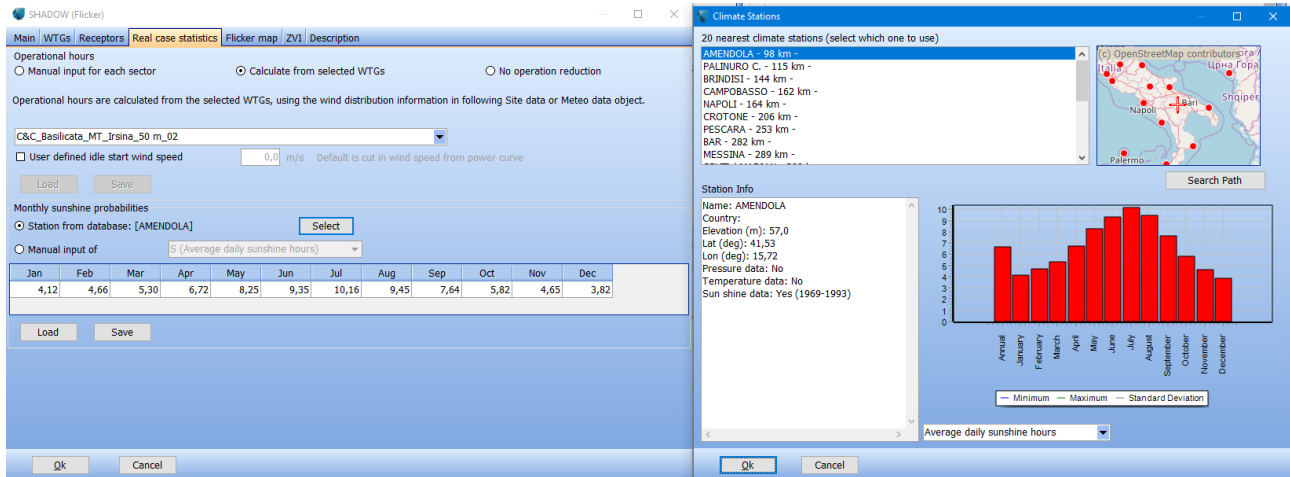 SHADOW (Flicker)
Main WTGs Receptors Real case statistics Flicker map ZVI Description
Operational hours
Manual input for each sector Calculate from selected WTGs No operation reduction
Operational hours are calculated from the selected WTGs, using the wind distribution information in following Site data or Meteo data object.
C&C_Basilicata_MT_Irsina_50 m_02
User defined idle start wind speed 0,0 m/s Default is cut in wind speed from power curve
Load Save
Monthly sunshine probabilities
Station from database: [AMENDOLA] Select
Manual input of S (Average daily sunshine hours)
Jan Feb Mar Apr May Jun Jul Aug Sep Oct Nov Dec
4,12 4,66 5,30 6,72 8,25 9,35 10,16 9,45 7,64 5,82 4,65 3,82
Load Save
Ok Cancel
Climate Stations
20 nearest climate stations (select which one to use)
AMENDOLA - 98 km -
PALINURO C. - 115 km -
BRINDISI - 144 km -
CAMPOBASSO - 162 km -
NAPOLI - 164 km -
CROTONE - 206 km -
PESCARA - 253 km -
BAR - 282 km -
MESSINA - 289 km -
(c) OpenStreetMap contributors
Italia
Црна Гора
Shqipër
Napoli
Bari
Palermo
Search Path
Station Info
Name: AMENDOLA
Country:
Elevation (m): 57,0
Lat (deg): 41,53
Lon (deg): 15,72
Pressure data: No
Temperature data: No
Sun shine data: Yes (1969-1993)
10
9
8
7
6
5
4
3
2
1
0
Annual
January
February
March
April
May
June
July
August
September
October
November
December
Minimum Maximum Standard Deviation
Average daily sunshine hours
Ok Cancel